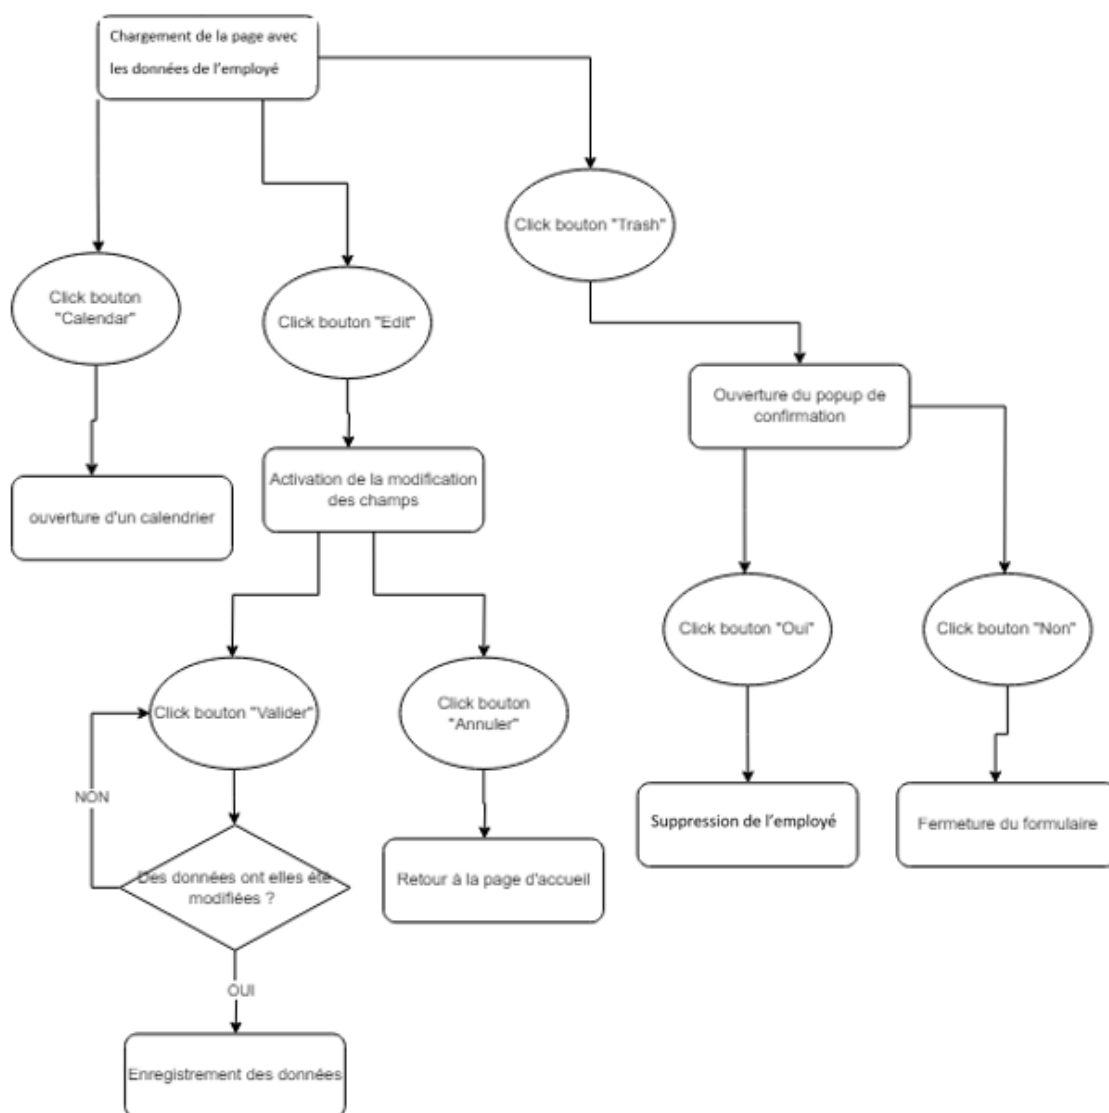 Chargement de la page avec
les données de l'employé
Click bouton "Trash"
Click bouton
"Calendar"
Click bouton "Edit"
Ouverture du popup de
confirmation
Activation de la modification
des champs
ouverture d'un calendrier
Click bouton "Oui"
Click bouton "Non"
Click bouton "Valider"
Click bouton
"Annuler"
NON
Suppression de l'employé
Fermeture du formulaire
Des données ont elles été
modifiées ?
Retour à la page d'accueil
OUI
Enregistrement des données